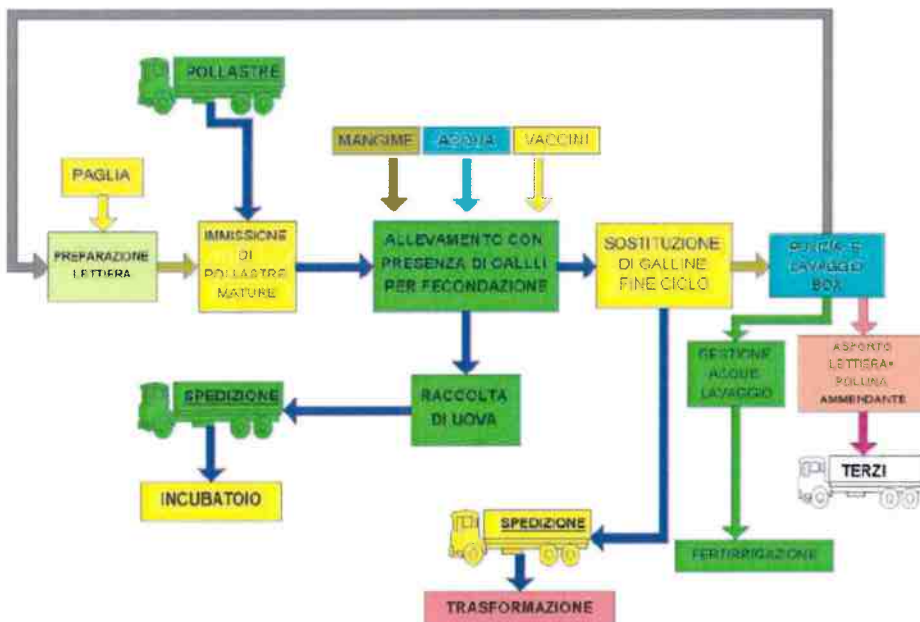 POLLASTRE
MANGIME
ACQUA
VACCINI
PAGLIA
PREPARAZIONE
LETTIERA
IMMISSIONE
DI
POLLASTRE
MATURE
ALLEVAMENTO CON
PRESENZA DI GALLLI
PER FECONDAZIONE
SOSTITUZIONE
DI GALLINE
FINE CICLO
PULIZIA E
LAVAGGIO
BOX
GESTIONE
ACQUE
LAVAGGIO
ASPORTO
LETTIERA+
POLLINA
AMMENDANTE
SPEDIZIONE
RACCOLTA
DI UOVA
TERZI
INCUBATOIO
SPEDIZIONE
FERTIRRIGAZIONE
TRASFORMAZIONE